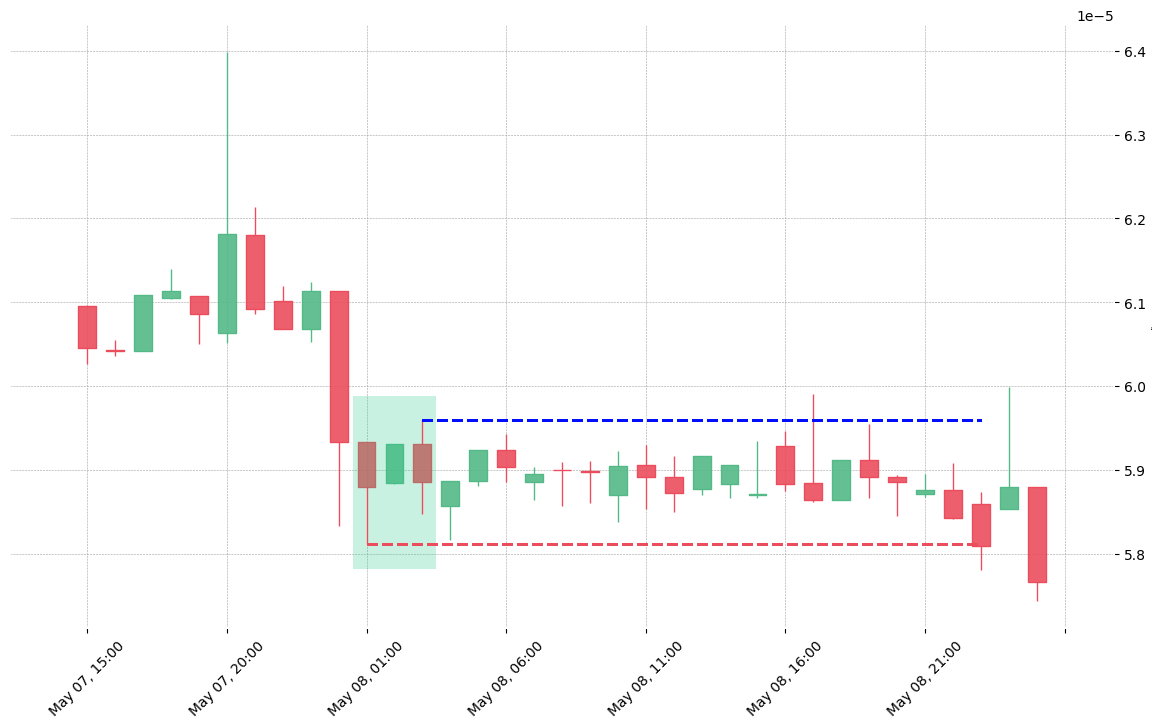 1e−5
6.4
6.3
6.2
6.1
6.0
5.9
5.8
May 07, 15:00
May 07, 20:00
May 08, 01:00
May 08, 06:00
May 08, 11:00
May 08, 16:00
May 08, 21:00